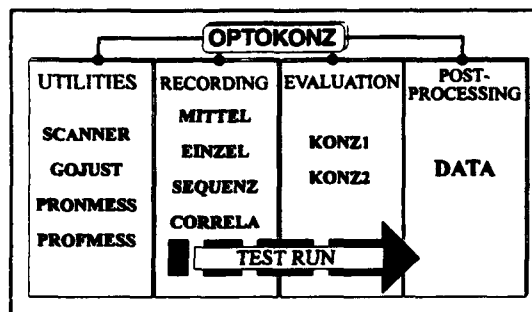 OPTOKONZ
UTILITIES
SCANNER
GOJUST
PRONMESS
PROFMESS
RECORDING
MITTEL
EINZEL
SEQUENZ
CORRELA
EVALUATION
KONZ1
KONZ2
POST-
PROCESSING
DATA
TEST RUN